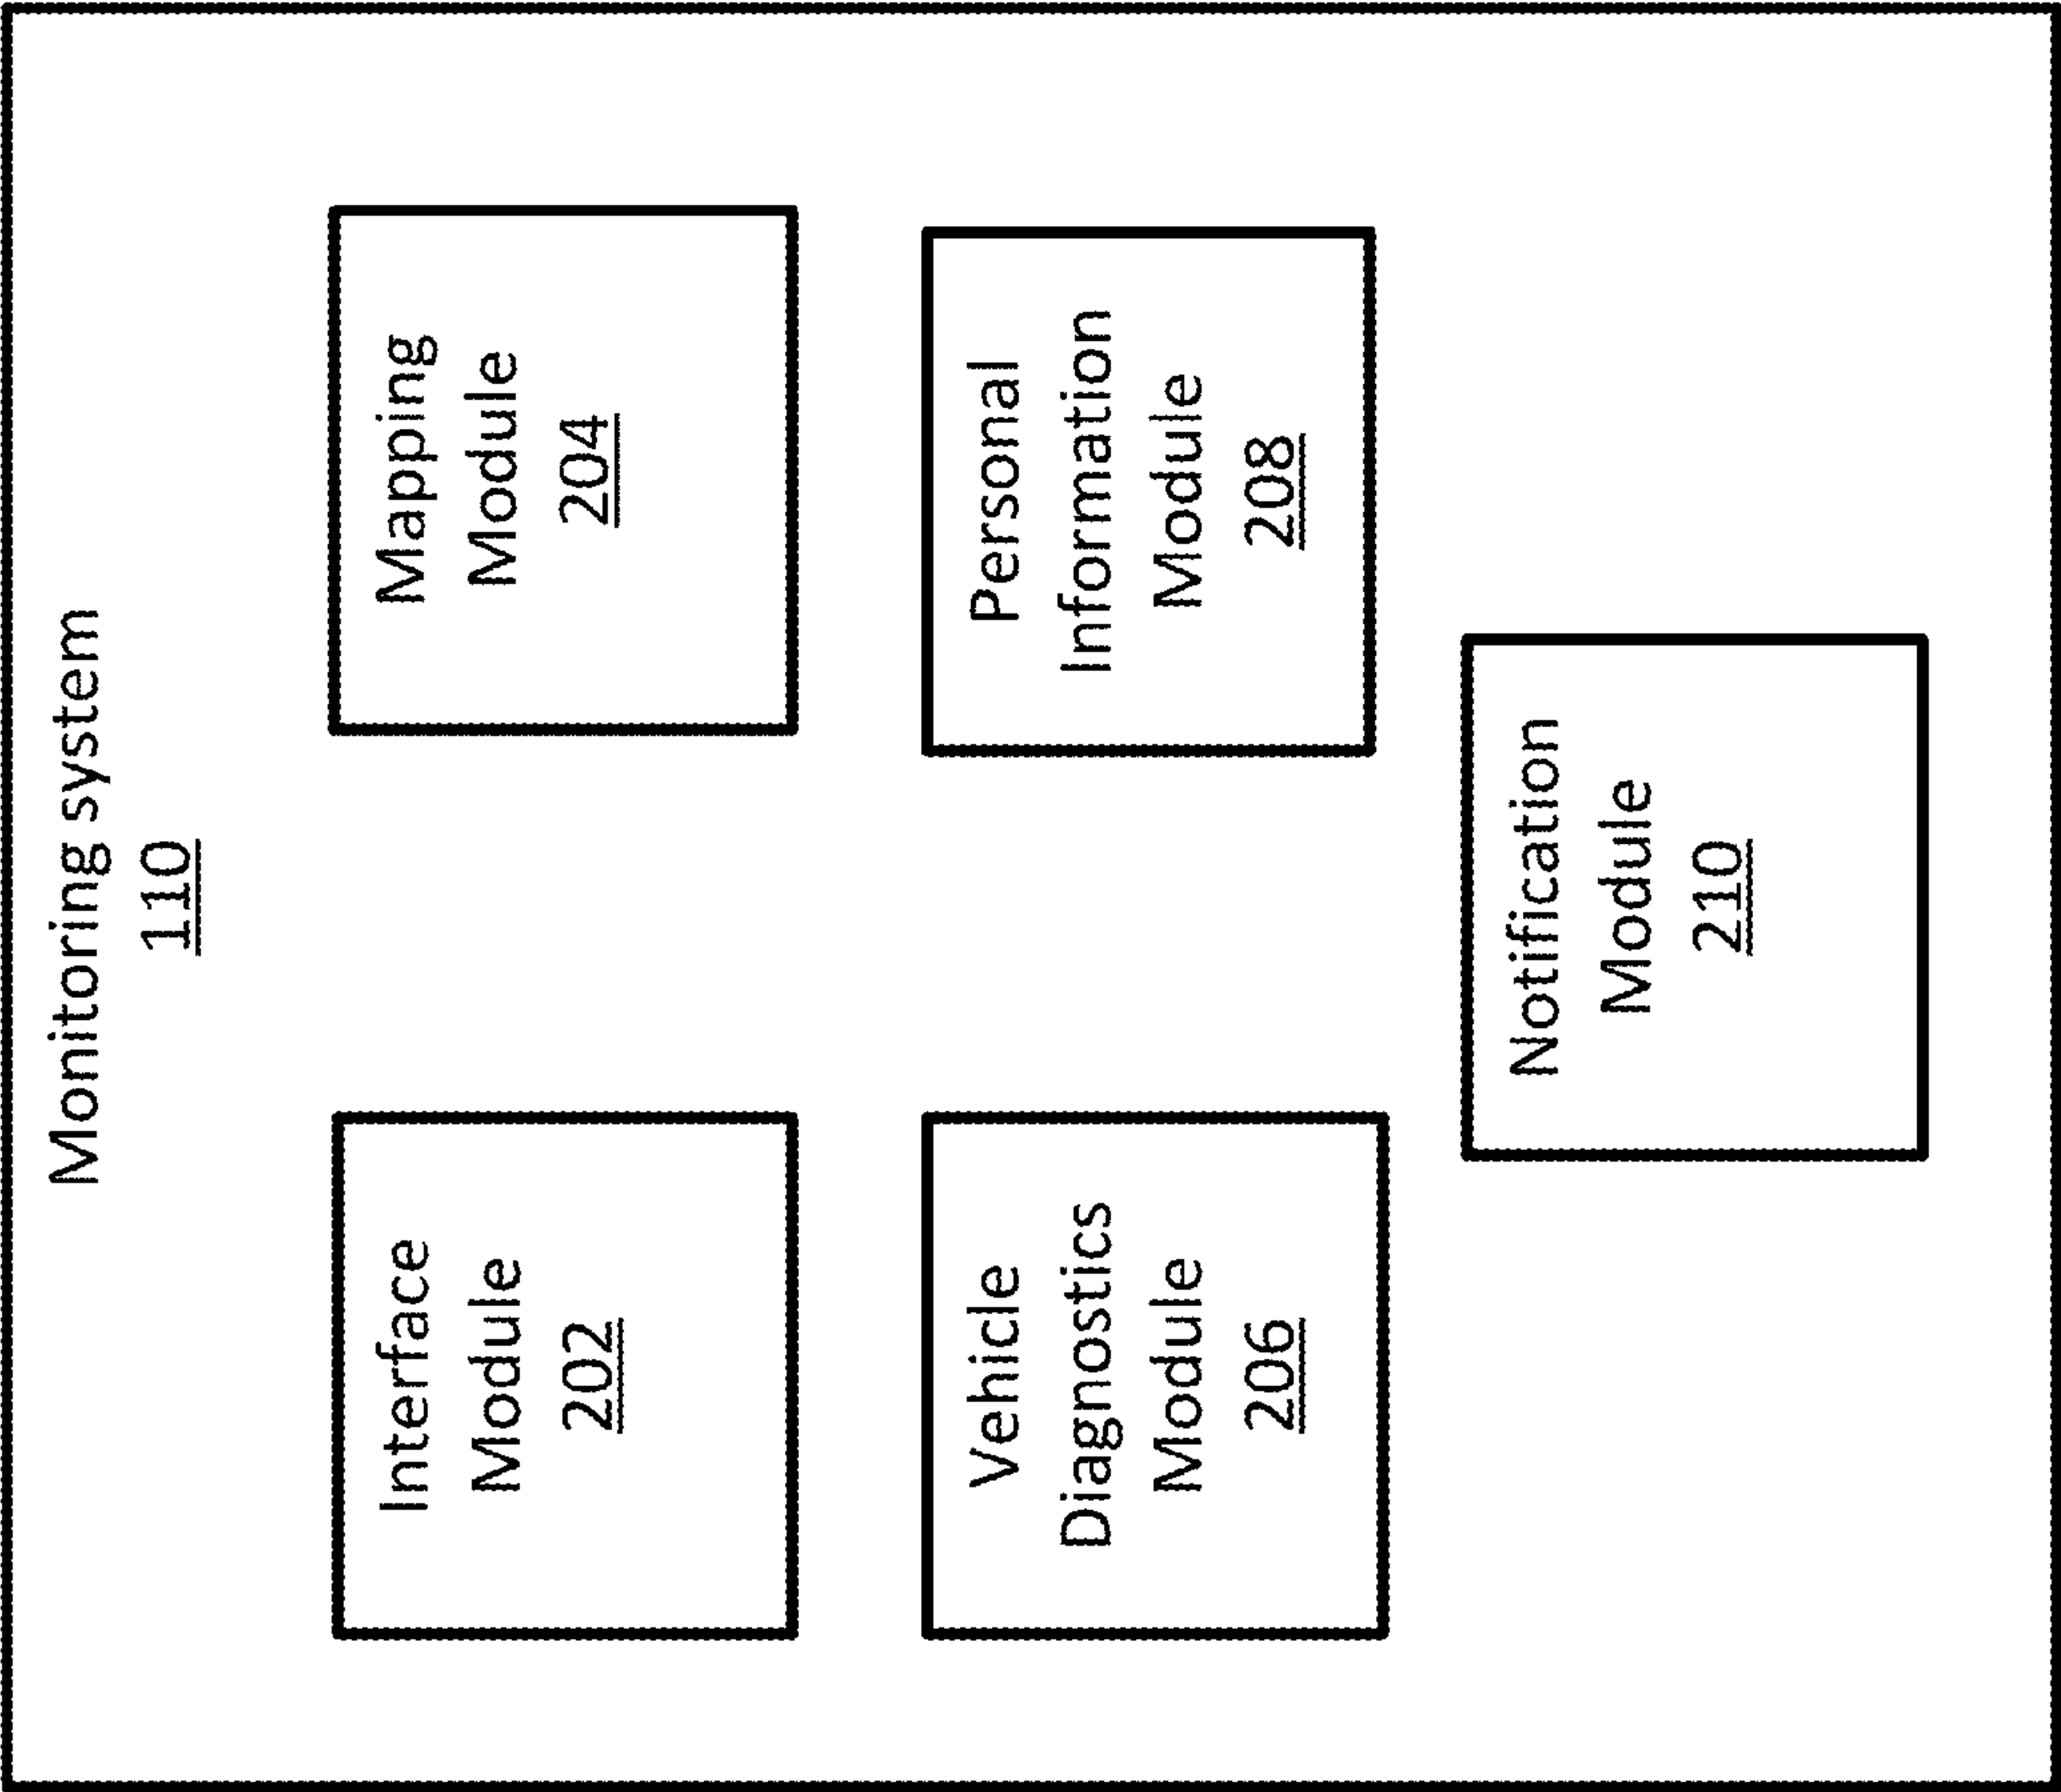 Monitoring system
110
Interface
Module
202
Mapping
Module
204
Vehicle
Diagnostics
Module
206
Personal
Information
Module
208
Notification
Module
210